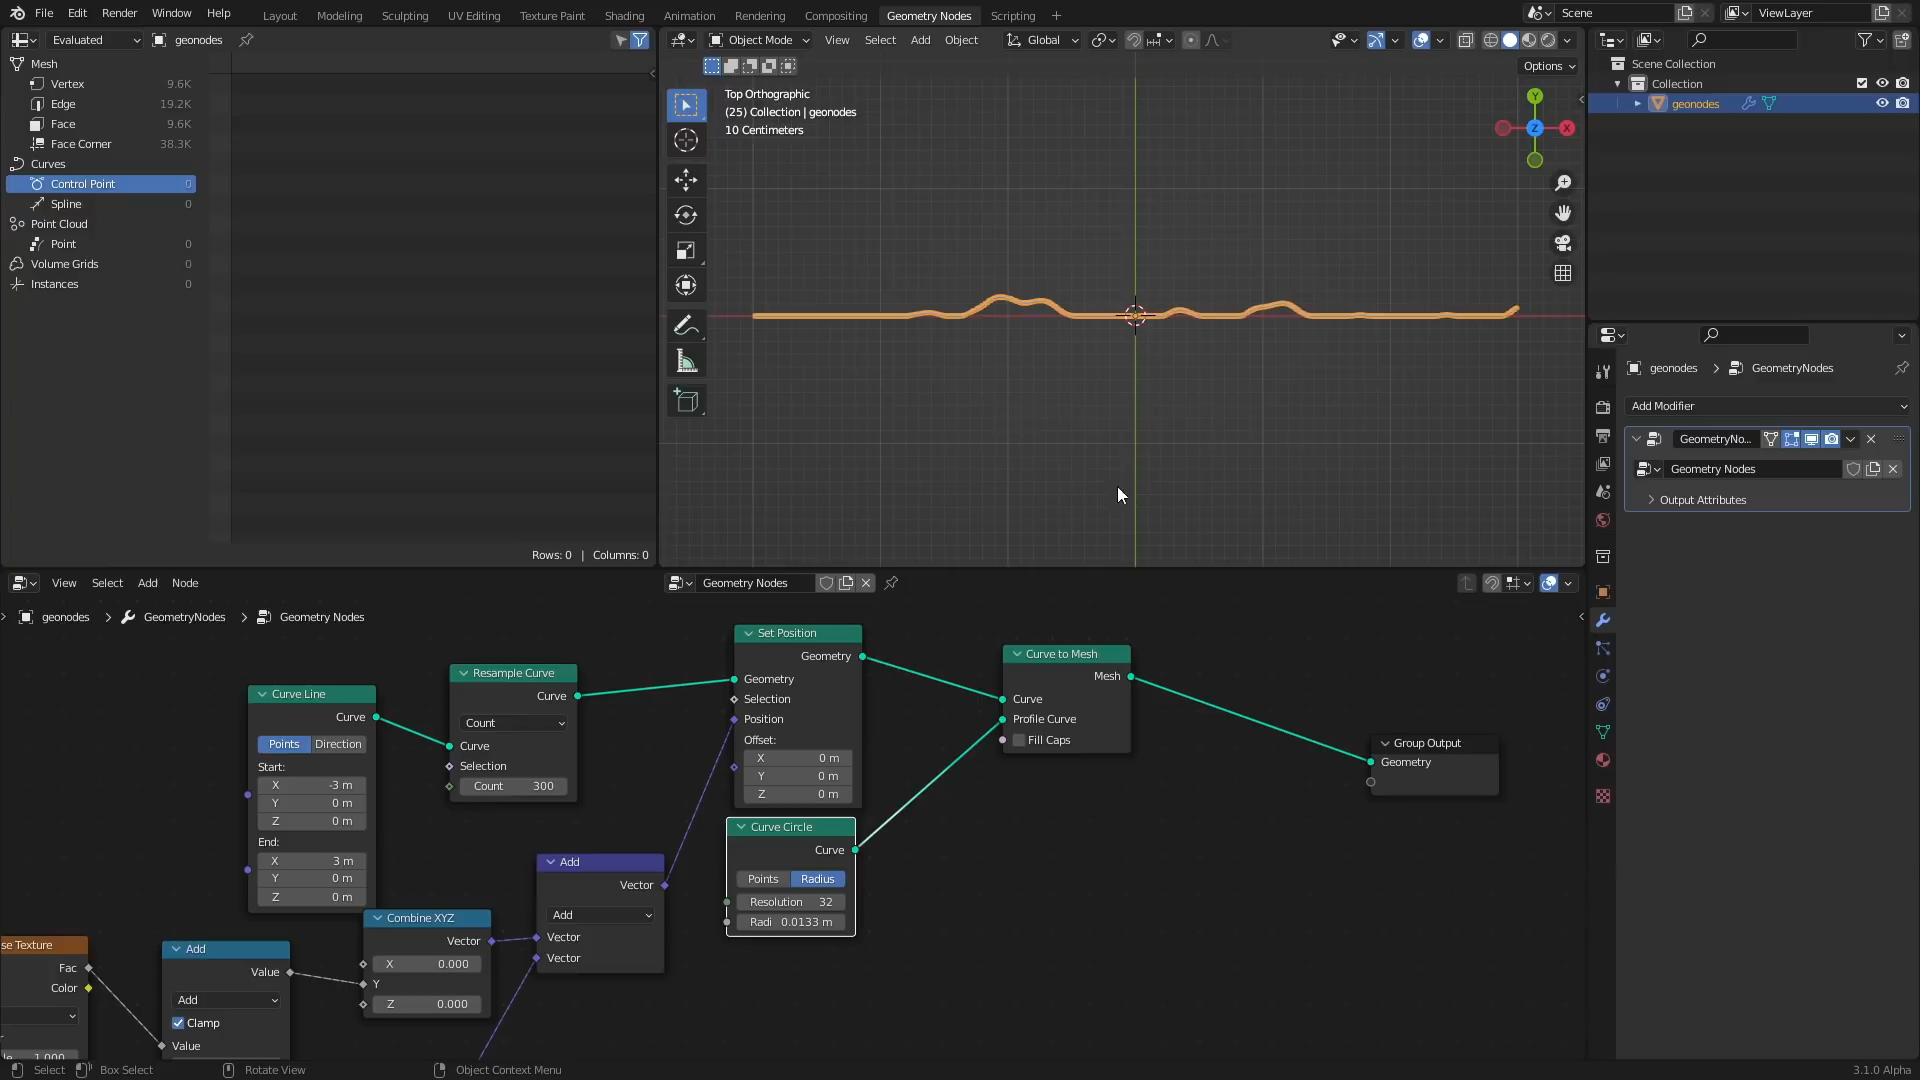 File Edit Render Window Help Layout Modeling Sculpting UV Editing Texture Paint Shading Animation Rendering Compositing Geometry Nodes Scripting + Scene ViewLayer
Evaluated geonodes
Object Mode View Select Add Object Global
Options
Mesh
Vertex 9.6K
Edge 19.2K
Face 9.6K
Face Corner 38.3K
Curves
Control Point 0
Spline 0
Point Cloud
Point 0
Volume Grids 0
Instances 0
Rows: 0 | Columns: 0
Top Orthographic
(25) Collection | geonodes
10 Centimeters
Y
Z X
Scene Collection
Collection
geonodes
geonodes > GeometryNodes
Add Modifier
GeometryNo...
Geometry Nodes
Output Attributes
View Select Add Node Geometry Nodes
geonodes > GeometryNodes > Geometry Nodes
Curve Line
Curve
Points Direction
Start:
X -3 m
Y 0 m
Z 0 m
End:
X 3 m
Y 0 m
Z 0 m
Resample Curve
Curve
Count
Curve
Selection
Count 300
Set Position
Geometry
Geometry
Selection
Position
Offset:
X 0 m
Y 0 m
Z 0 m
Curve to Mesh
Mesh
Curve
Profile Curve
Fill Caps
Group Output
Geometry
Curve Circle
Curve
Points Radius
Resolution 32
Radi 0.0133 m
Add
Vector
Add
Vector
Vector
Combine XYZ
Vector
X 0.000
Y
Z 0.000
Add
Value
Add
Clamp
Value
se Texture
Fac
Color
le 1.000
Select Box Select Rotate View Object Context Menu 3.1.0 Alpha